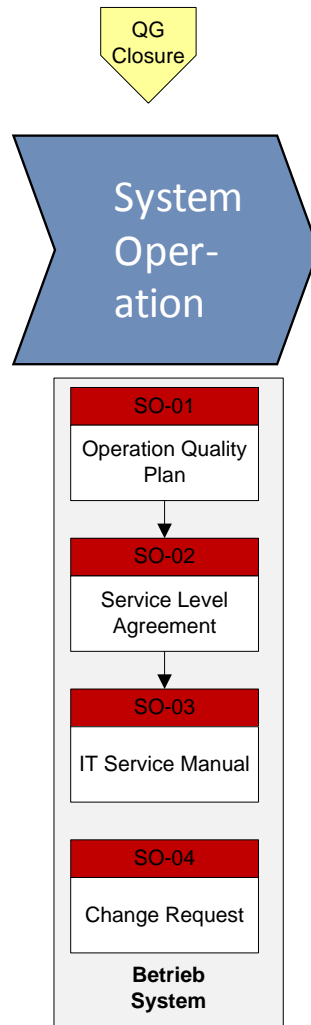 QG
Closure
System
Oper-
ation
SO-01
Operation Quality
Plan
SO-02
Service Level
Agreement
SO-03
IT Service Manual
SO-04
Change Request
Betrieb
System